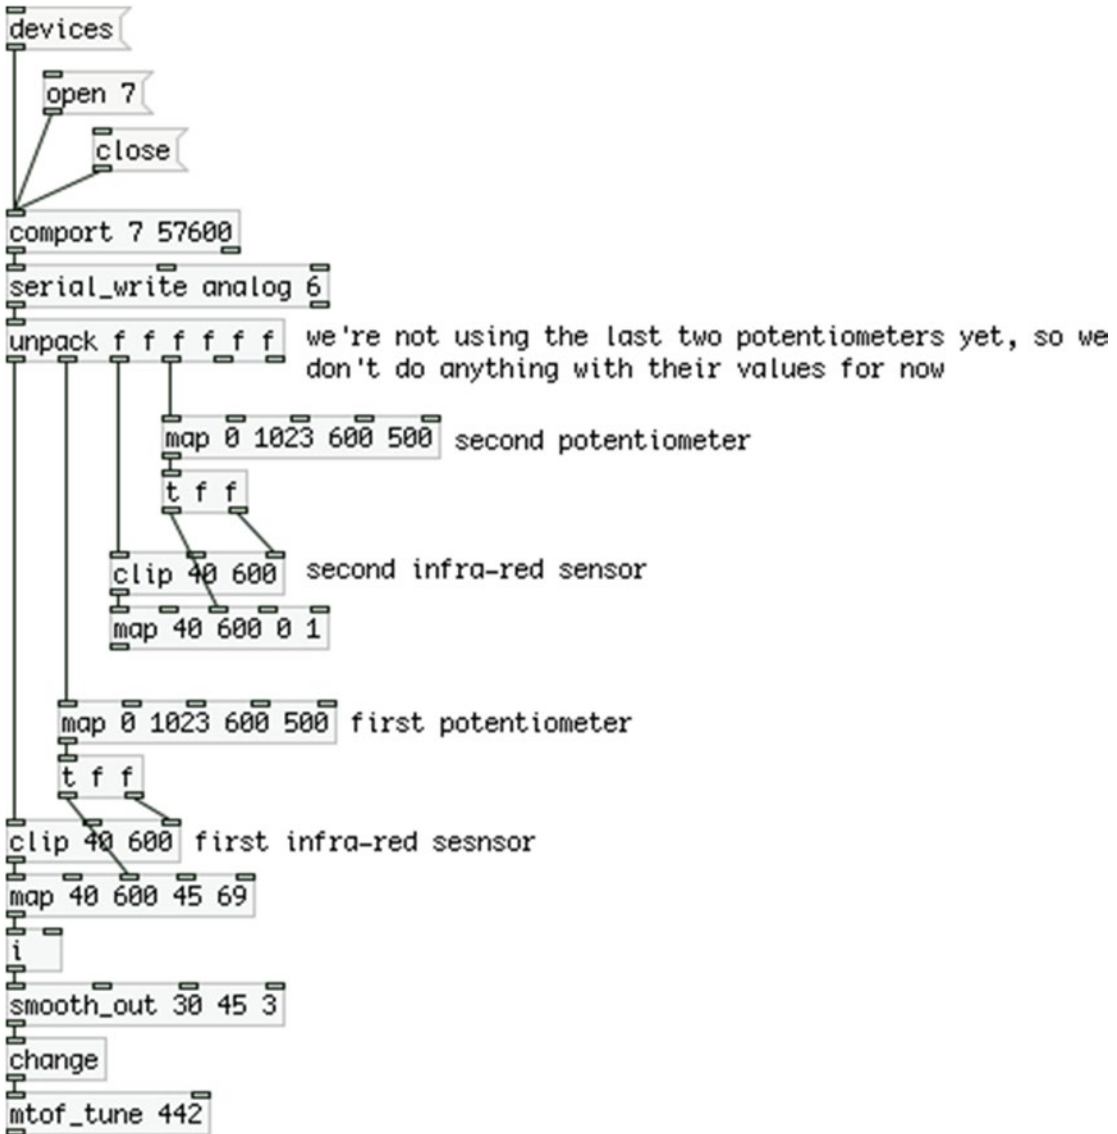 devices
open 7
close
comport 7 57600
serial_write analog 6
unpack f f f f f f
we're not using the last two potentiometers yet, so we
don't do anything with their values for now
map 0 1023 600 500
second potentiometer
t f f
clip 40 600
second infra-red sensor
map 40 600 0 1
map 0 1023 600 500
first potentiometer
t f f
clip 40 600
first infra-red sesnsor
map 40 600 45 69
i
smooth_out 30 45 3
change
mtof_tune 442